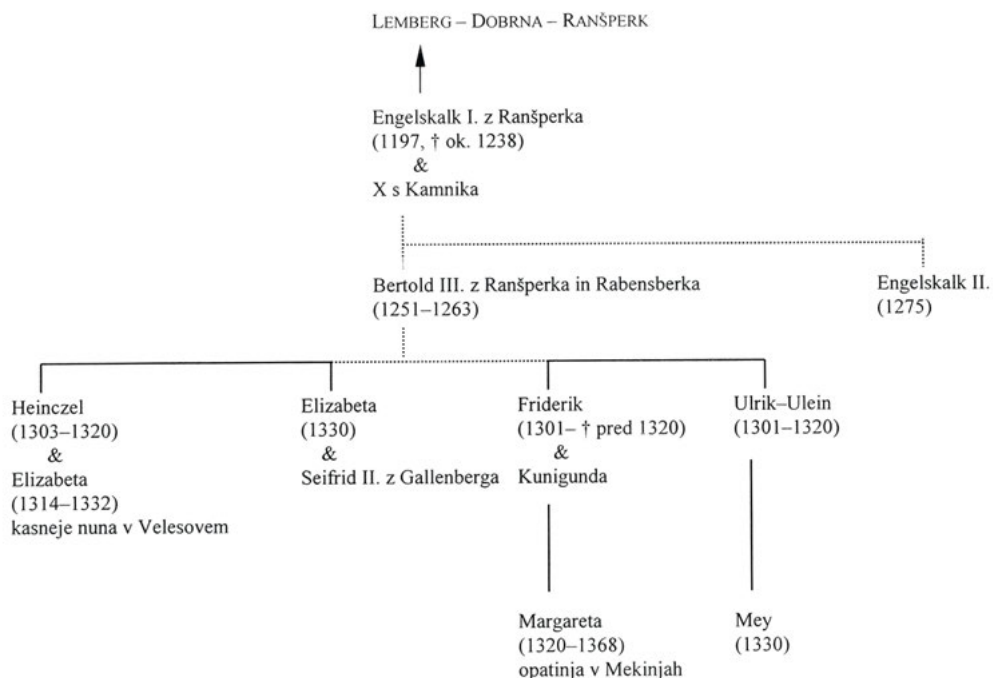 LEMBERG – DOBRNA – RANŠPERK
Engelskalk I. z Ranšperka
(1197, † ok. 1238)
&
X s Kamnika
Bertold III. z Ranšperka in Rabensberka
(1251–1263)
Engelskalk II.
(1275)
Heinczel
(1303–1320)
&
Elizabeta
(1314–1332)
kasneje nuna v Velesovem
Elizabeta
(1330)
&
Seifrid II. z Gallenberga
Friderik
(1301– † pred 1320)
&
Kunigunda
Ulrik–Ulein
(1301–1320)
Margareta
(1320–1368)
opatinja v Mekinjah
Mey
(1330)